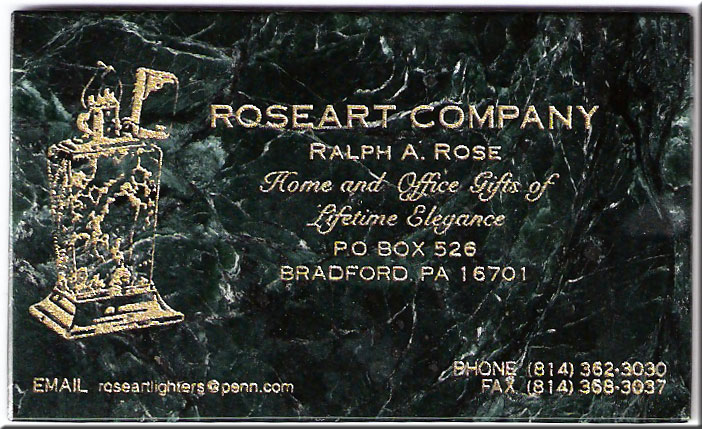 ROSEART COMPANY
RALPH A. ROSE
Home and Office Gifts of
Lifetime Elegance
P.O BOX 526
BRADFORD, PA 16701
PHONE (814) 362-3030
EMAIL roseartlighters@penn.com
FAX (814) 368-3037